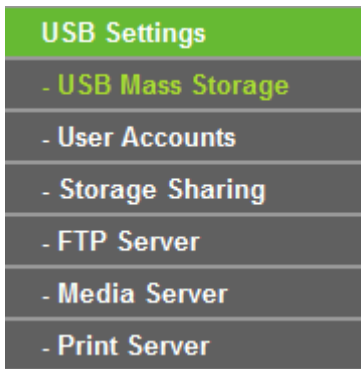 USB Settings
- USB Mass Storage
- User Accounts
- Storage Sharing
- FTP Server
- Media Server
- Print Server